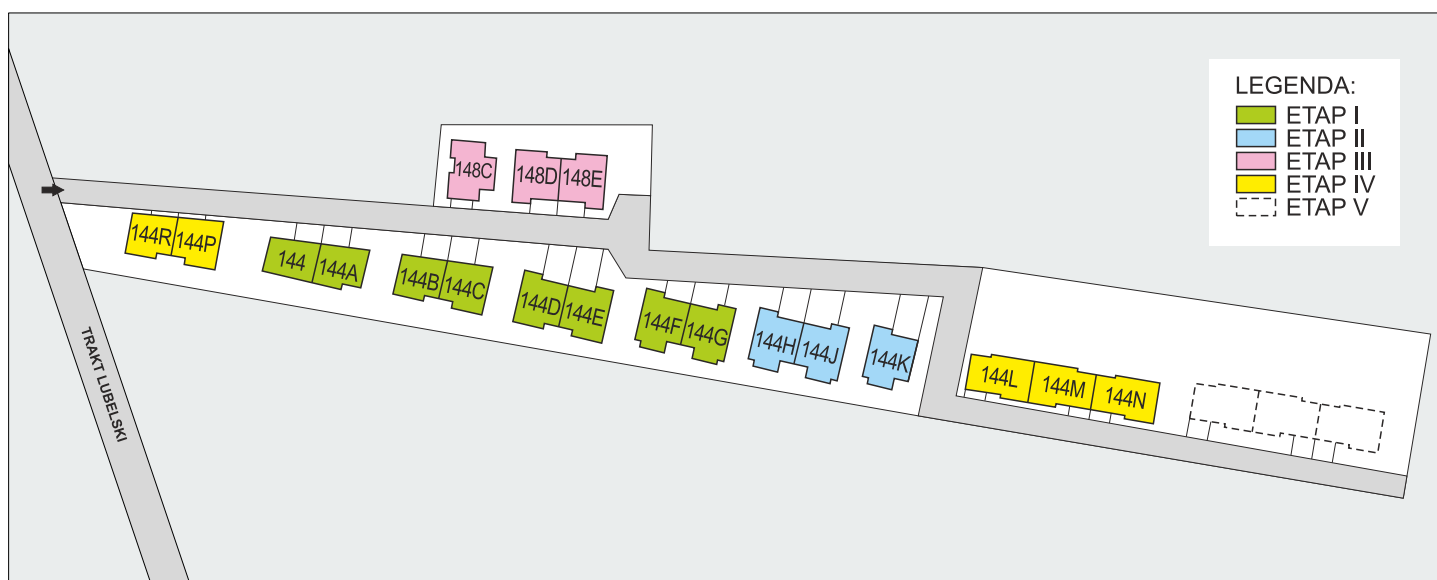 LEGENDA:
ETAP I
ETAP II
ETAP III
ETAP IV
ETAP V
148C
148D
148E
144R
144P
144
144A
144B
144C
144D
144E
144F
144G
144H
144J
144K
144L
144M
144N
TRAKT LUBELSKI